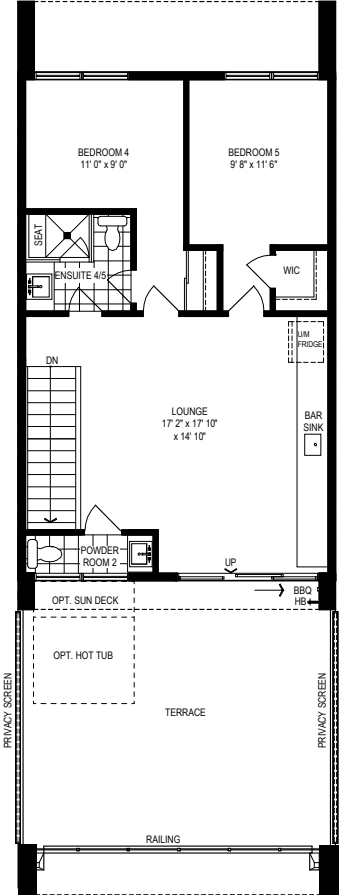 BEDROOM 4
11' 0" x 9' 0"
BEDROOM 5
9' 8" x 11' 6"
SEAT
ENSUITE 4/5
WIC
U/M
FRIDGE
DN
LOUNGE
17' 2" x 17' 10"
x 14' 10"
BAR
SINK
POWDER
ROOM 2
UP
OPT. SUN DECK
BBQ
HB
OPT. HOT TUB
PRIVACY SCREEN
TERRACE
PRIVACY SCREEN
RAILING